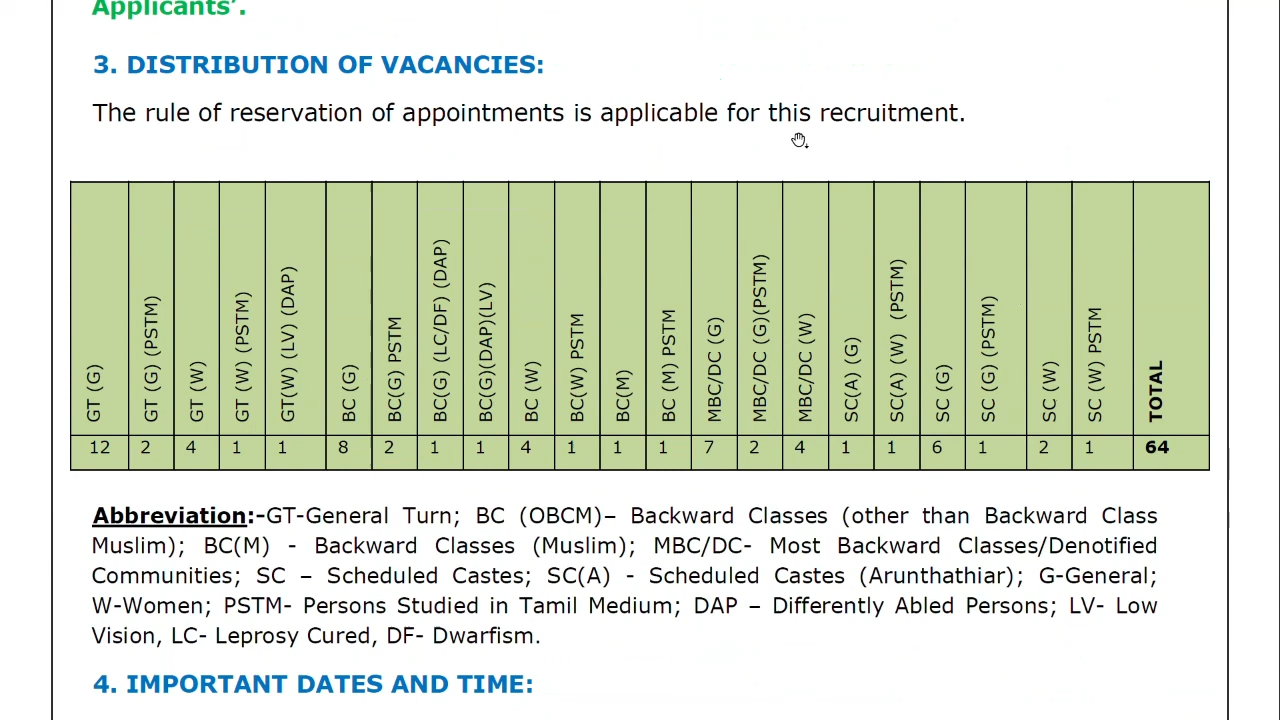 Applicants’.
3. DISTRIBUTION OF VACANCIES:
The rule of reservation of appointments is applicable for this recruitment.
GT (G)
GT (G) (PSTM)
GT (W)
GT (W) (PSTM)
GT(W) (LV) (DAP)
BC (G)
BC(G) PSTM
BC(G) (LC/DF) (DAP)
BC(G)(DAP)(LV)
BC (W)
BC(W) PSTM
BC(M)
BC (M) PSTM
MBC/DC (G)
MBC/DC (G)(PSTM)
MBC/DC (W)
SC(A) (G)
SC(A) (W) (PSTM)
SC (G)
SC (G) (PSTM)
SC (W)
SC (W) PSTM
TOTAL
12 2 4 1 1 8 2 1 1 4 1 1 1 7 2 4 1 1 6 1 2 1 64
Abbreviation:-GT-General Turn; BC (OBCM)– Backward Classes (other than Backward Class
Muslim); BC(M) - Backward Classes (Muslim); MBC/DC- Most Backward Classes/Denotified
Communities; SC – Scheduled Castes; SC(A) - Scheduled Castes (Arunthathiar); G-General;
W-Women; PSTM- Persons Studied in Tamil Medium; DAP – Differently Abled Persons; LV- Low
Vision, LC- Leprosy Cured, DF- Dwarfism.
4. IMPORTANT DATES AND TIME: